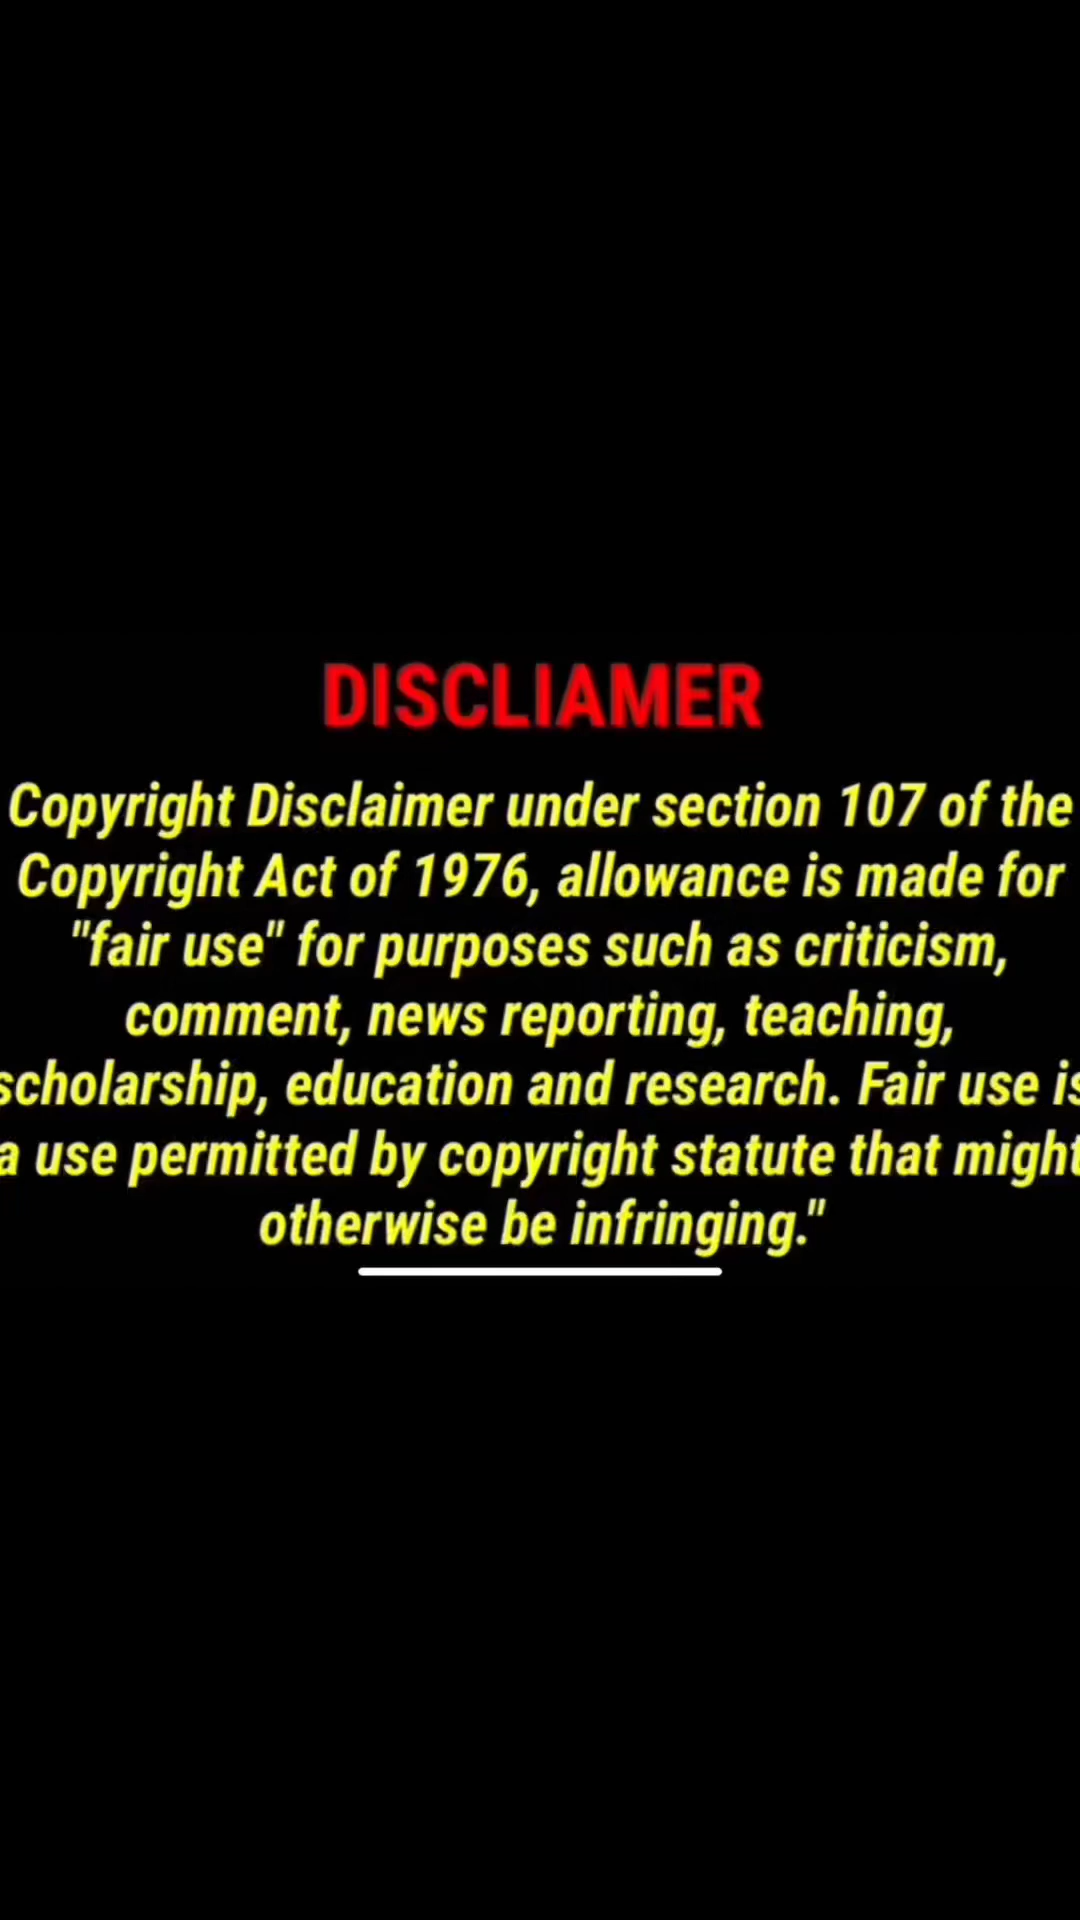 DISCLIAMER
Copyright Disclaimer under section 107 of the
Copyright Act of 1976, allowance is made for
"fair use" for purposes such as criticism,
comment, news reporting, teaching,
scholarship, education and research. Fair use is
a use permitted by copyright statute that might
otherwise be infringing."